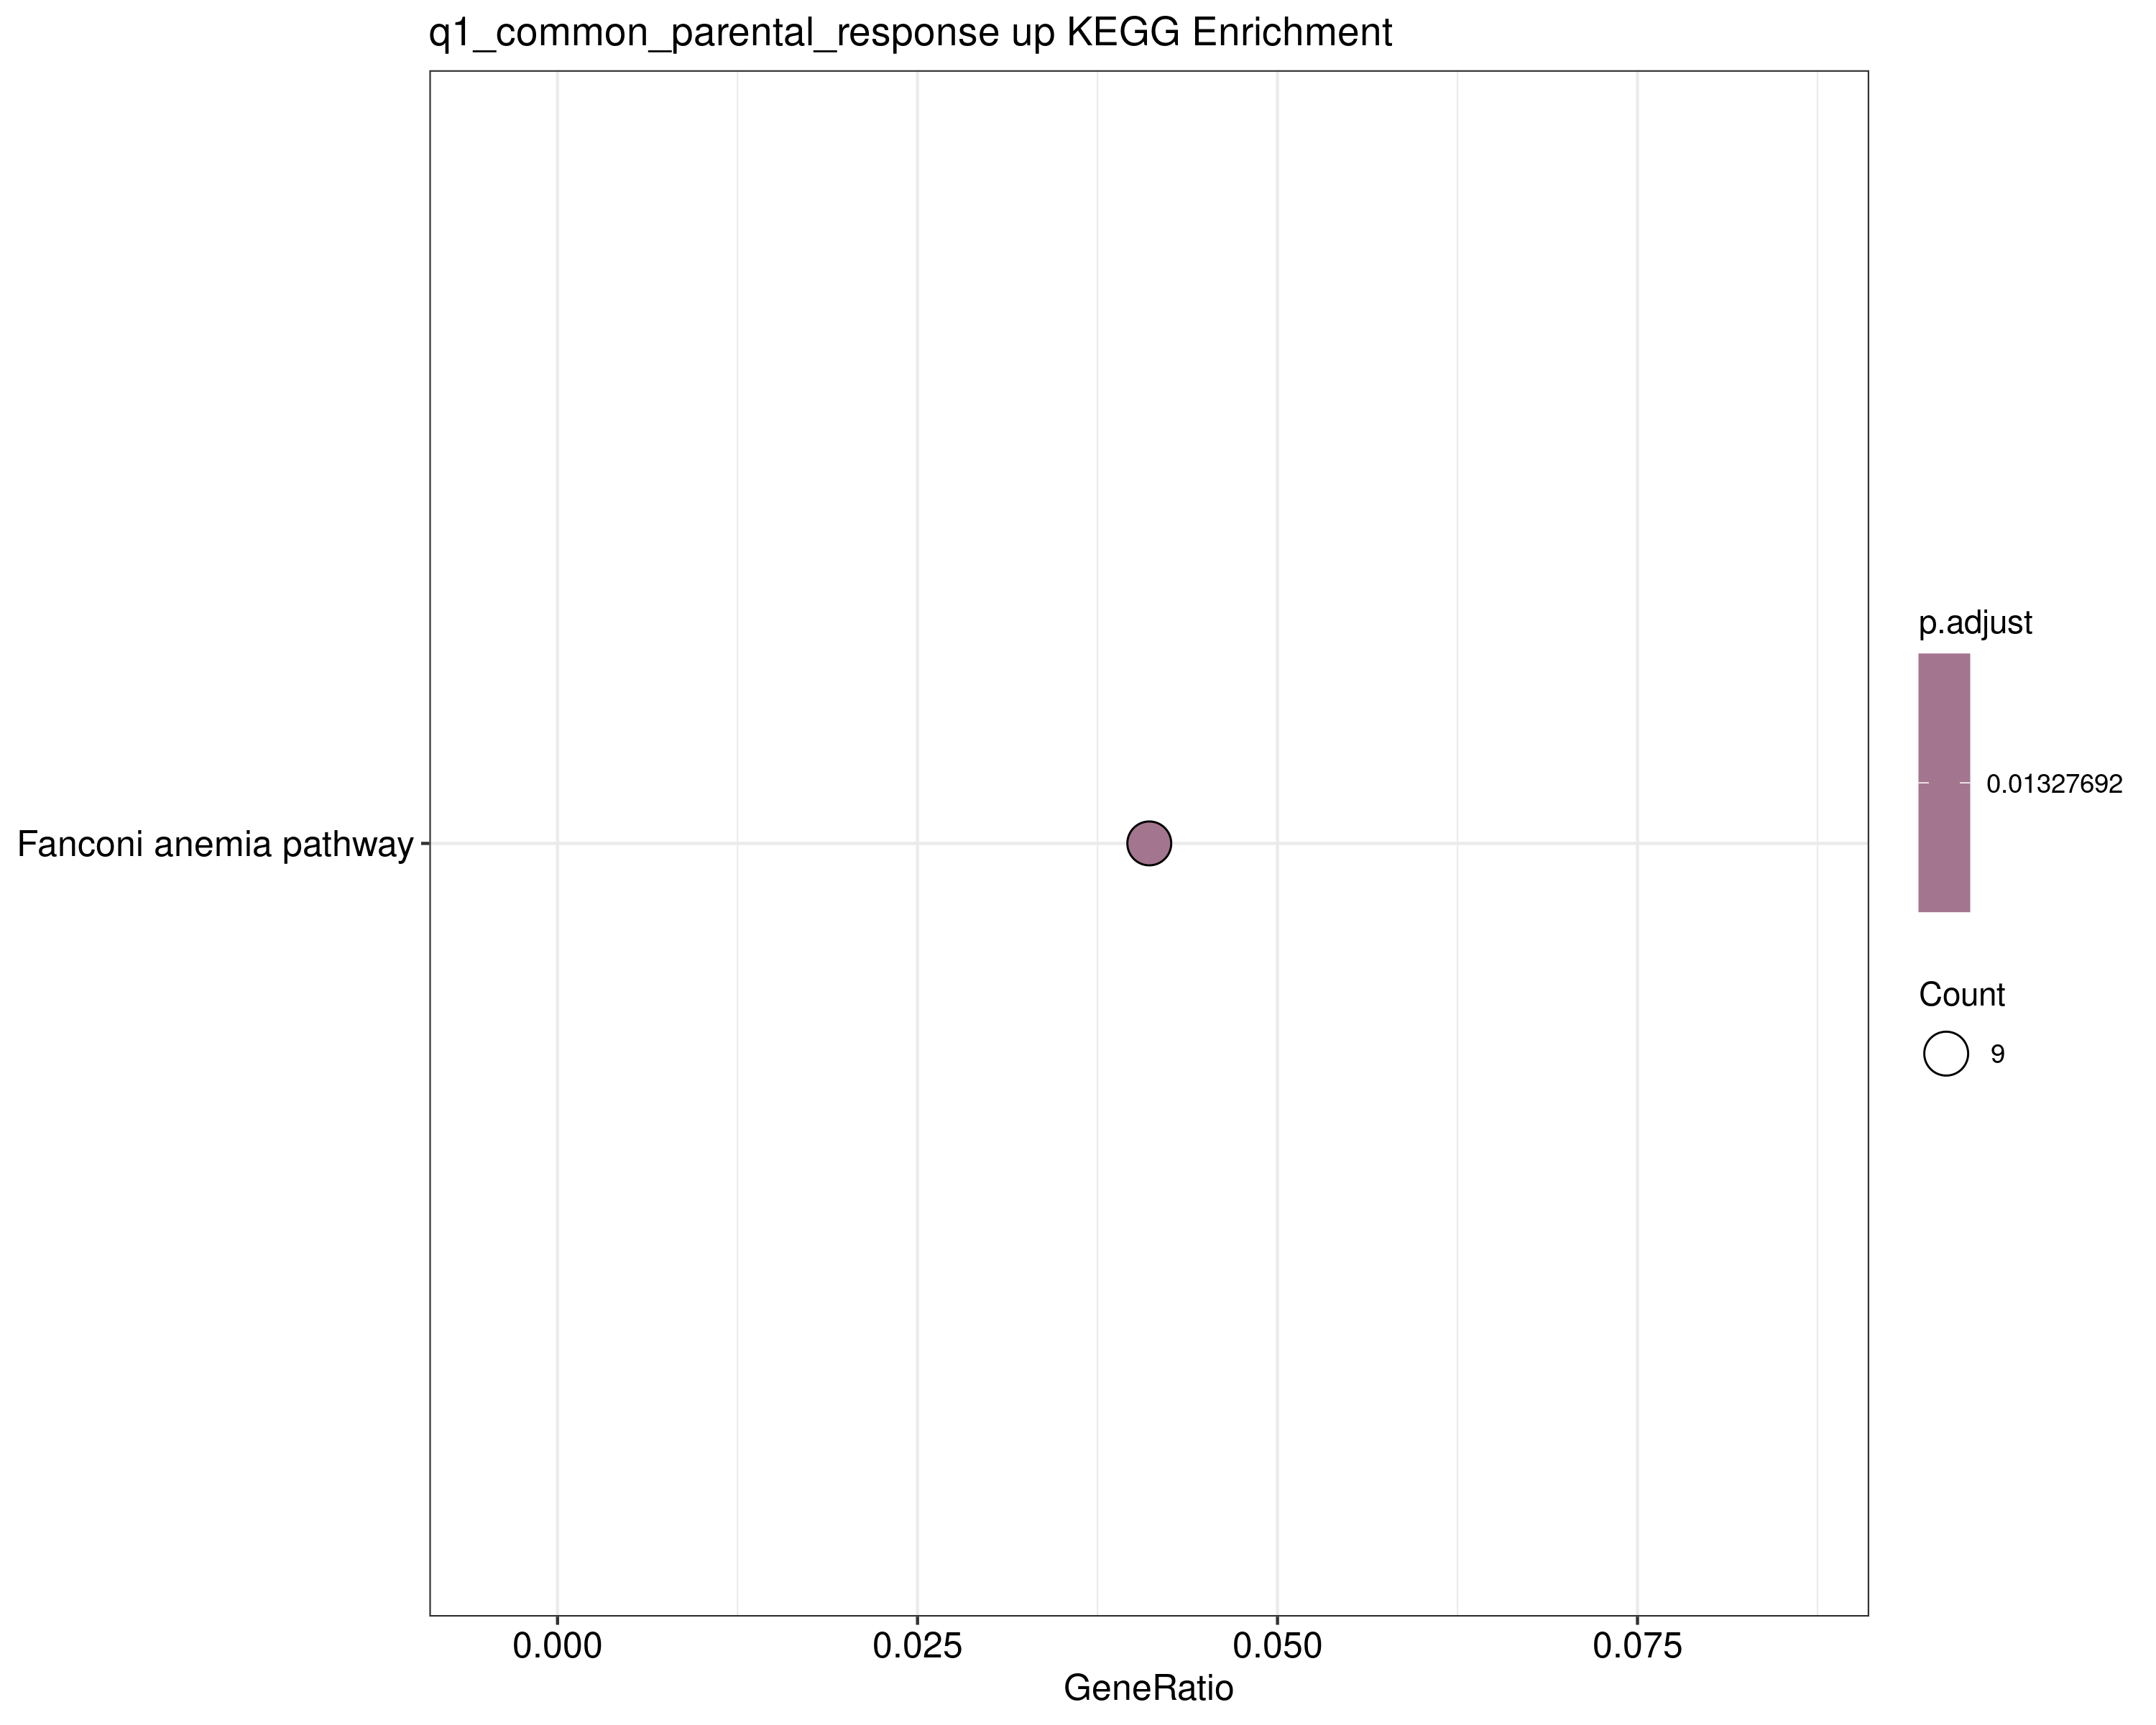 q1_common_parental_response up KEGG Enrichment
Fanconi anemia pathway
p.adjust
0.01327692
Count
9
0.000 0.025 0.050 0.075
GeneRatio